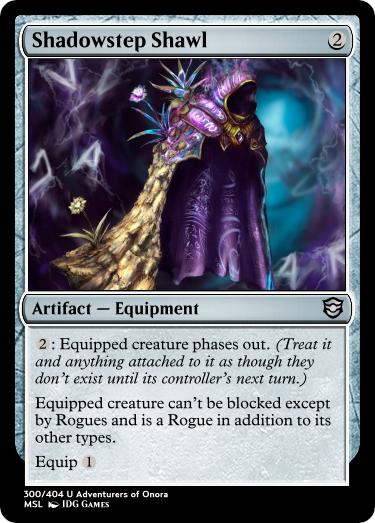 Shadowstep Shawl 2
Artifact — Equipment
2: Equipped creature phases out. (Treat it
and anything attached to it as though they
don't exist until its controller's next turn.)
Equipped creature can't be blocked except
by Rogues and is a Rogue in addition to its
other types.
Equip 1
300/404 U Adventurers of Onora
MSL IDG Games